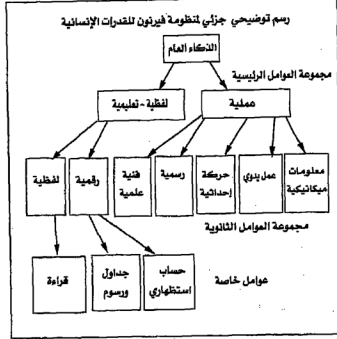 رسم توضيحي جزئي لمنظومة فيرنون للقدرات الإنسانية
الذكاء العام
مجموعة العوامل الرئيسية
عملية
لفظية - تعليمية
معلومات
ميكانيكية
عمل يدوي
حركة
إحداثية
رسمية
فنية
علمية
رقمية
لفظية
مجموعة العوامل الثانوية
عوامل خاصة
حساب
استظهاري
جداول
ورسوم
قراءة